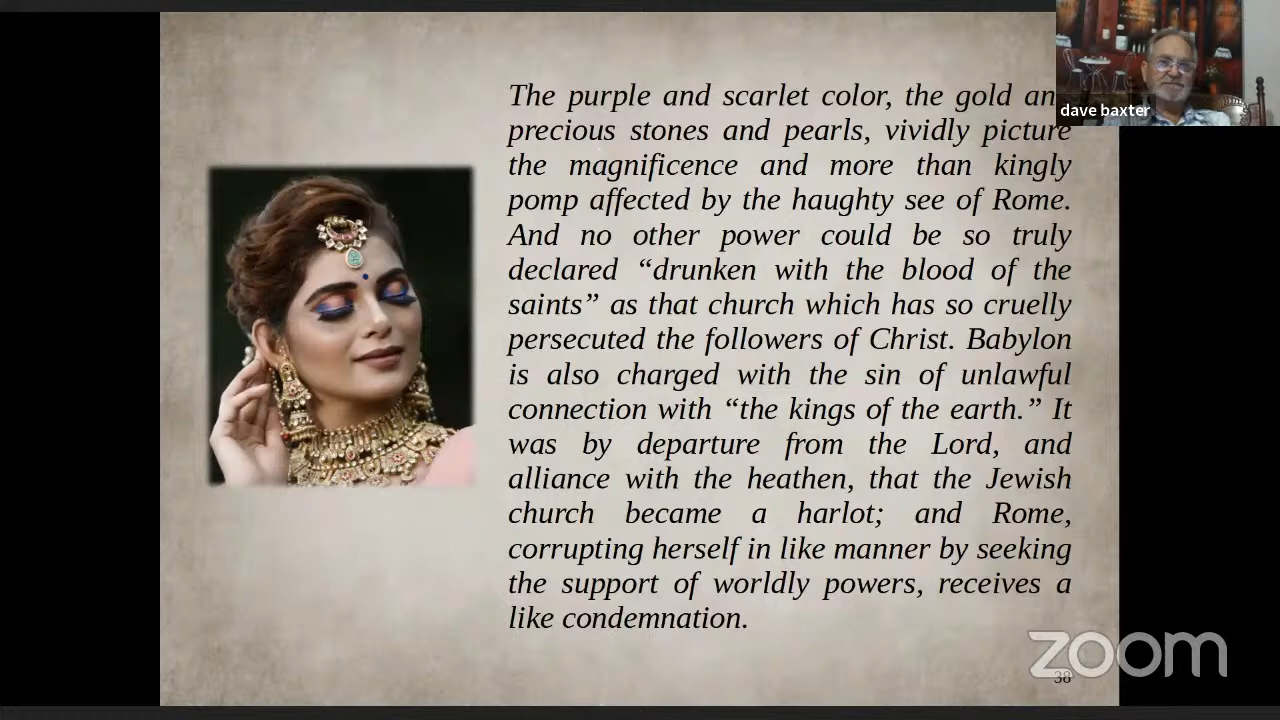 The purple and scarlet color, the gold an
precious stones and pearls, vividly picture
the magnificence and more than kingly
pomp affected by the haughty see of Rome.
And no other power could be so truly
declared “drunken with the blood of the
saints” as that church which has so cruelly
persecuted the followers of Christ. Babylon
is also charged with the sin of unlawful
connection with “the kings of the earth.” It
was by departure from the Lord, and
alliance with the heathen, that the Jewish
church became a harlot; and Rome,
corrupting herself in like manner by seeking
the support of worldly powers, receives a
like condemnation.
dave baxter
zoom
38